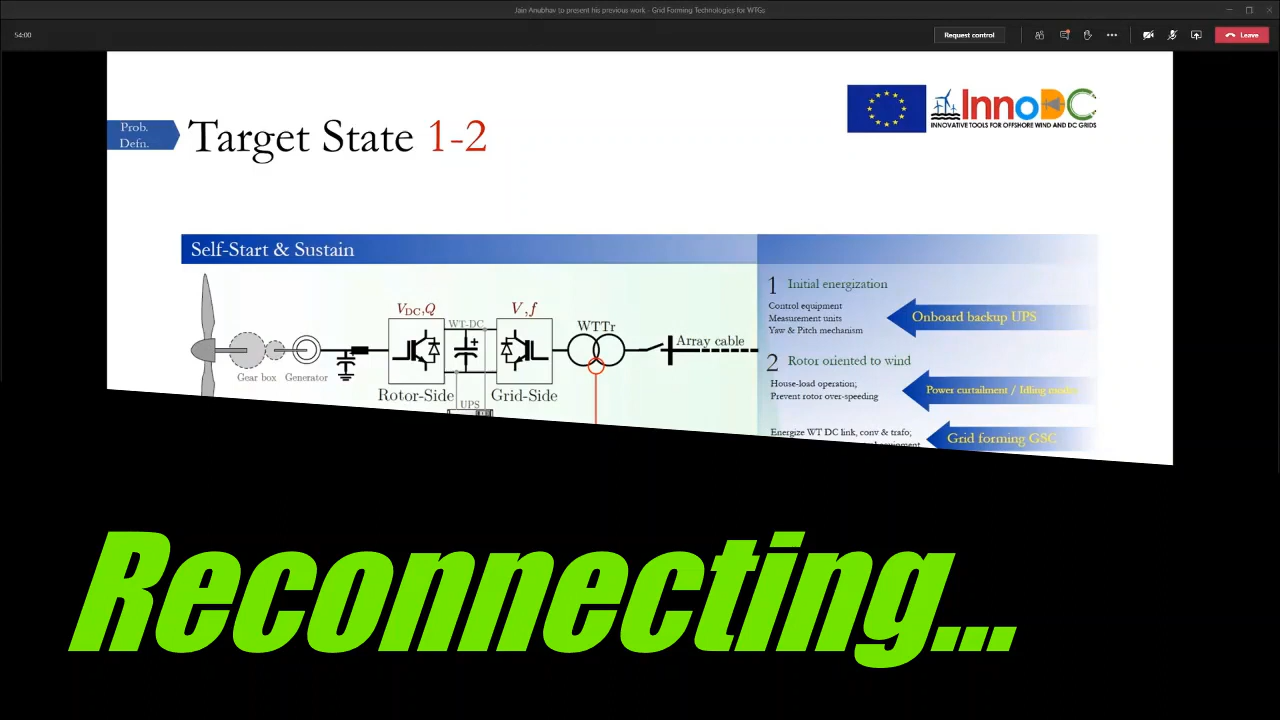 Jain Anubhav to present his previous work - Grid Forming Technologies for WTGs
54:00
Request control
Leave
InnoDC
INNOVATIVE TOOLS FOR OFFSHORE WIND AND DC GRIDS
Prob.
Defn.
Target State 1-2
Self-Start & Sustain
VDC,Q
V,f
WT-DC
WTTr
Array cable
Gear box
Generator
Rotor-Side
Grid-Side
UPS
1 Initial energization
Control equipment
Measurement units
Yaw & Pitch mechanism
Onboard backup UPS
2 Rotor oriented to wind
House-load operation;
Prevent rotor over-speeding
Power curtailment / Idling mode
Energize WT DC link, conv & trafo;
Grid forming GSC
Reconnecting...